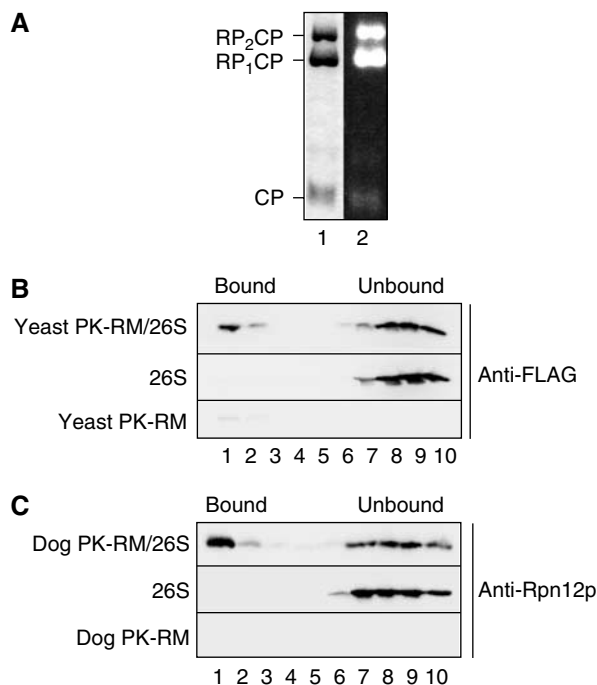 A
RP₂CP
RP₁CP
CP
1 2
B
Bound Unbound
Yeast PK-RM/26S
26S
Yeast PK-RM
Anti-FLAG
1 2 3 4 5 6 7 8 9 10
C
Bound Unbound
Dog PK-RM/26S
26S
Dog PK-RM
Anti-Rpn12p
1 2 3 4 5 6 7 8 9 10